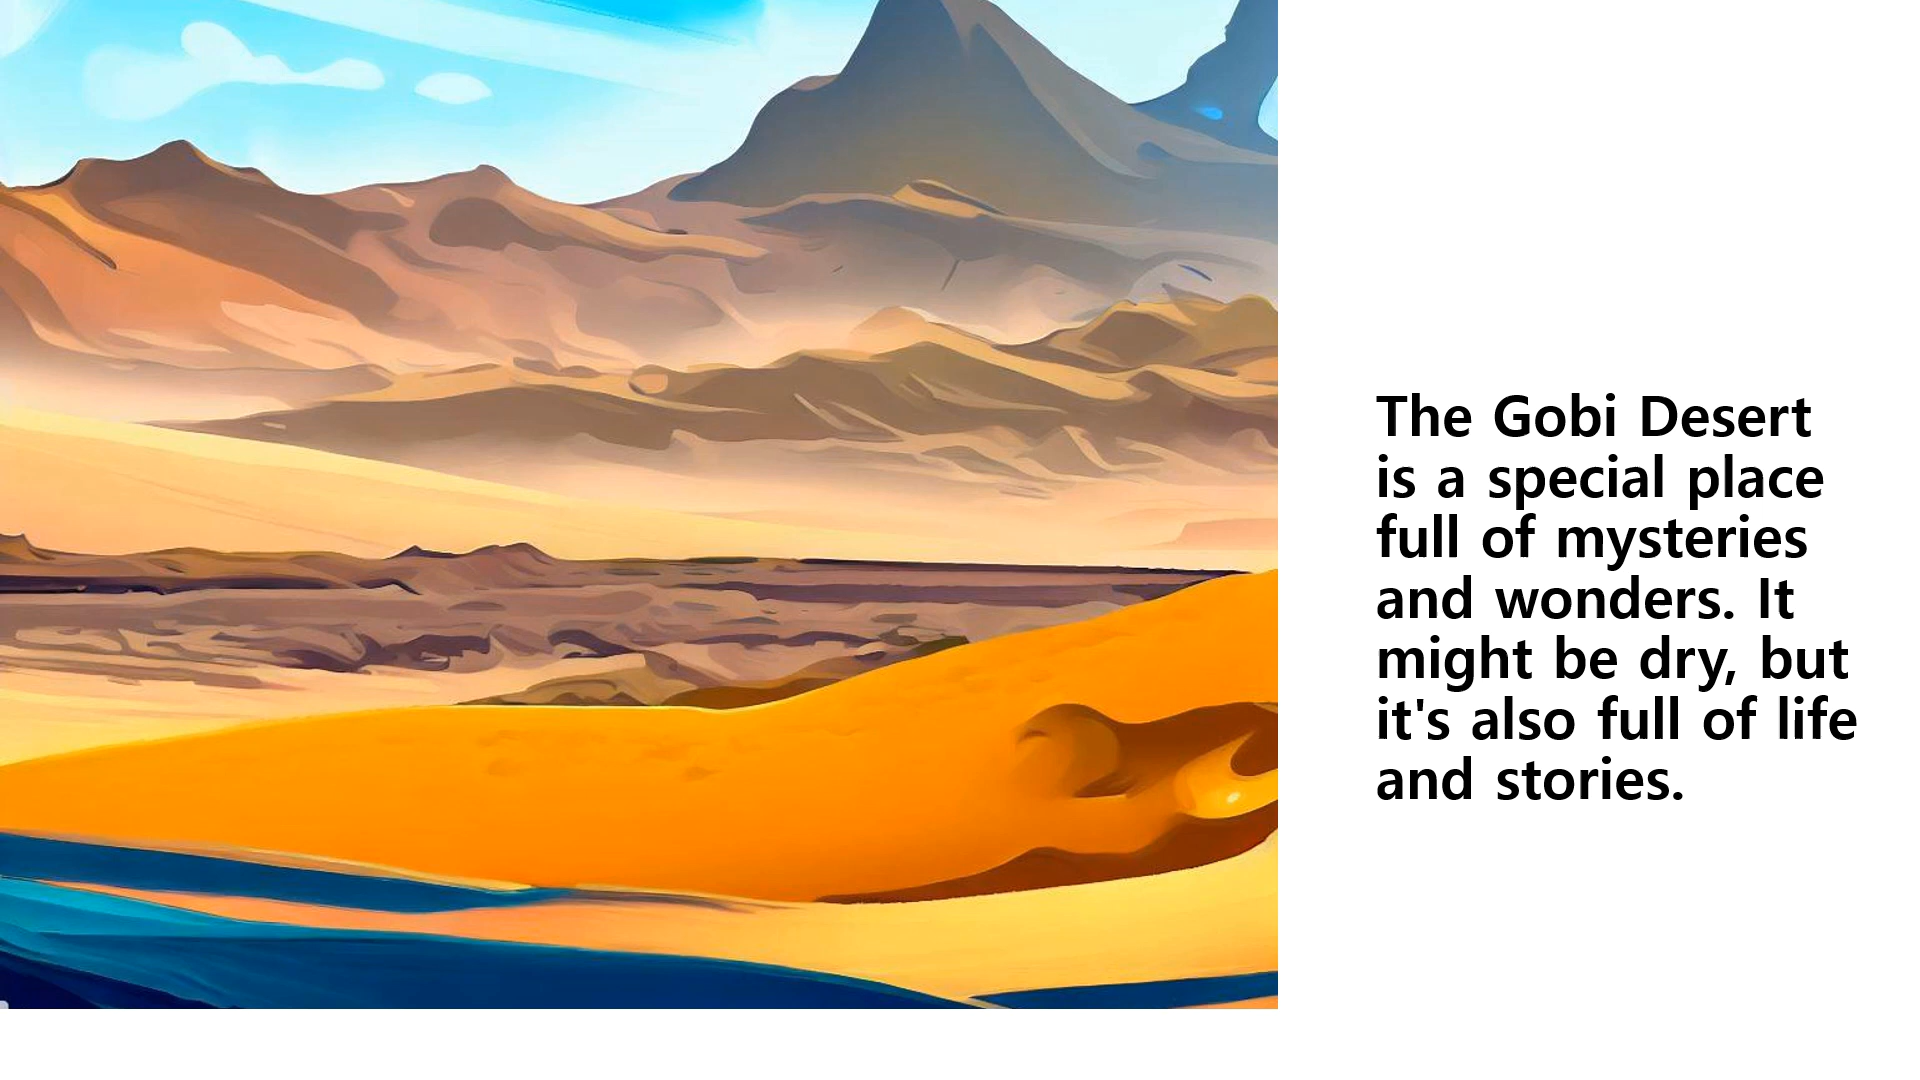 The Gobi Desert
is a special place
full of mysteries
and wonders. It
might be dry, but
it's also full of life
and stories.